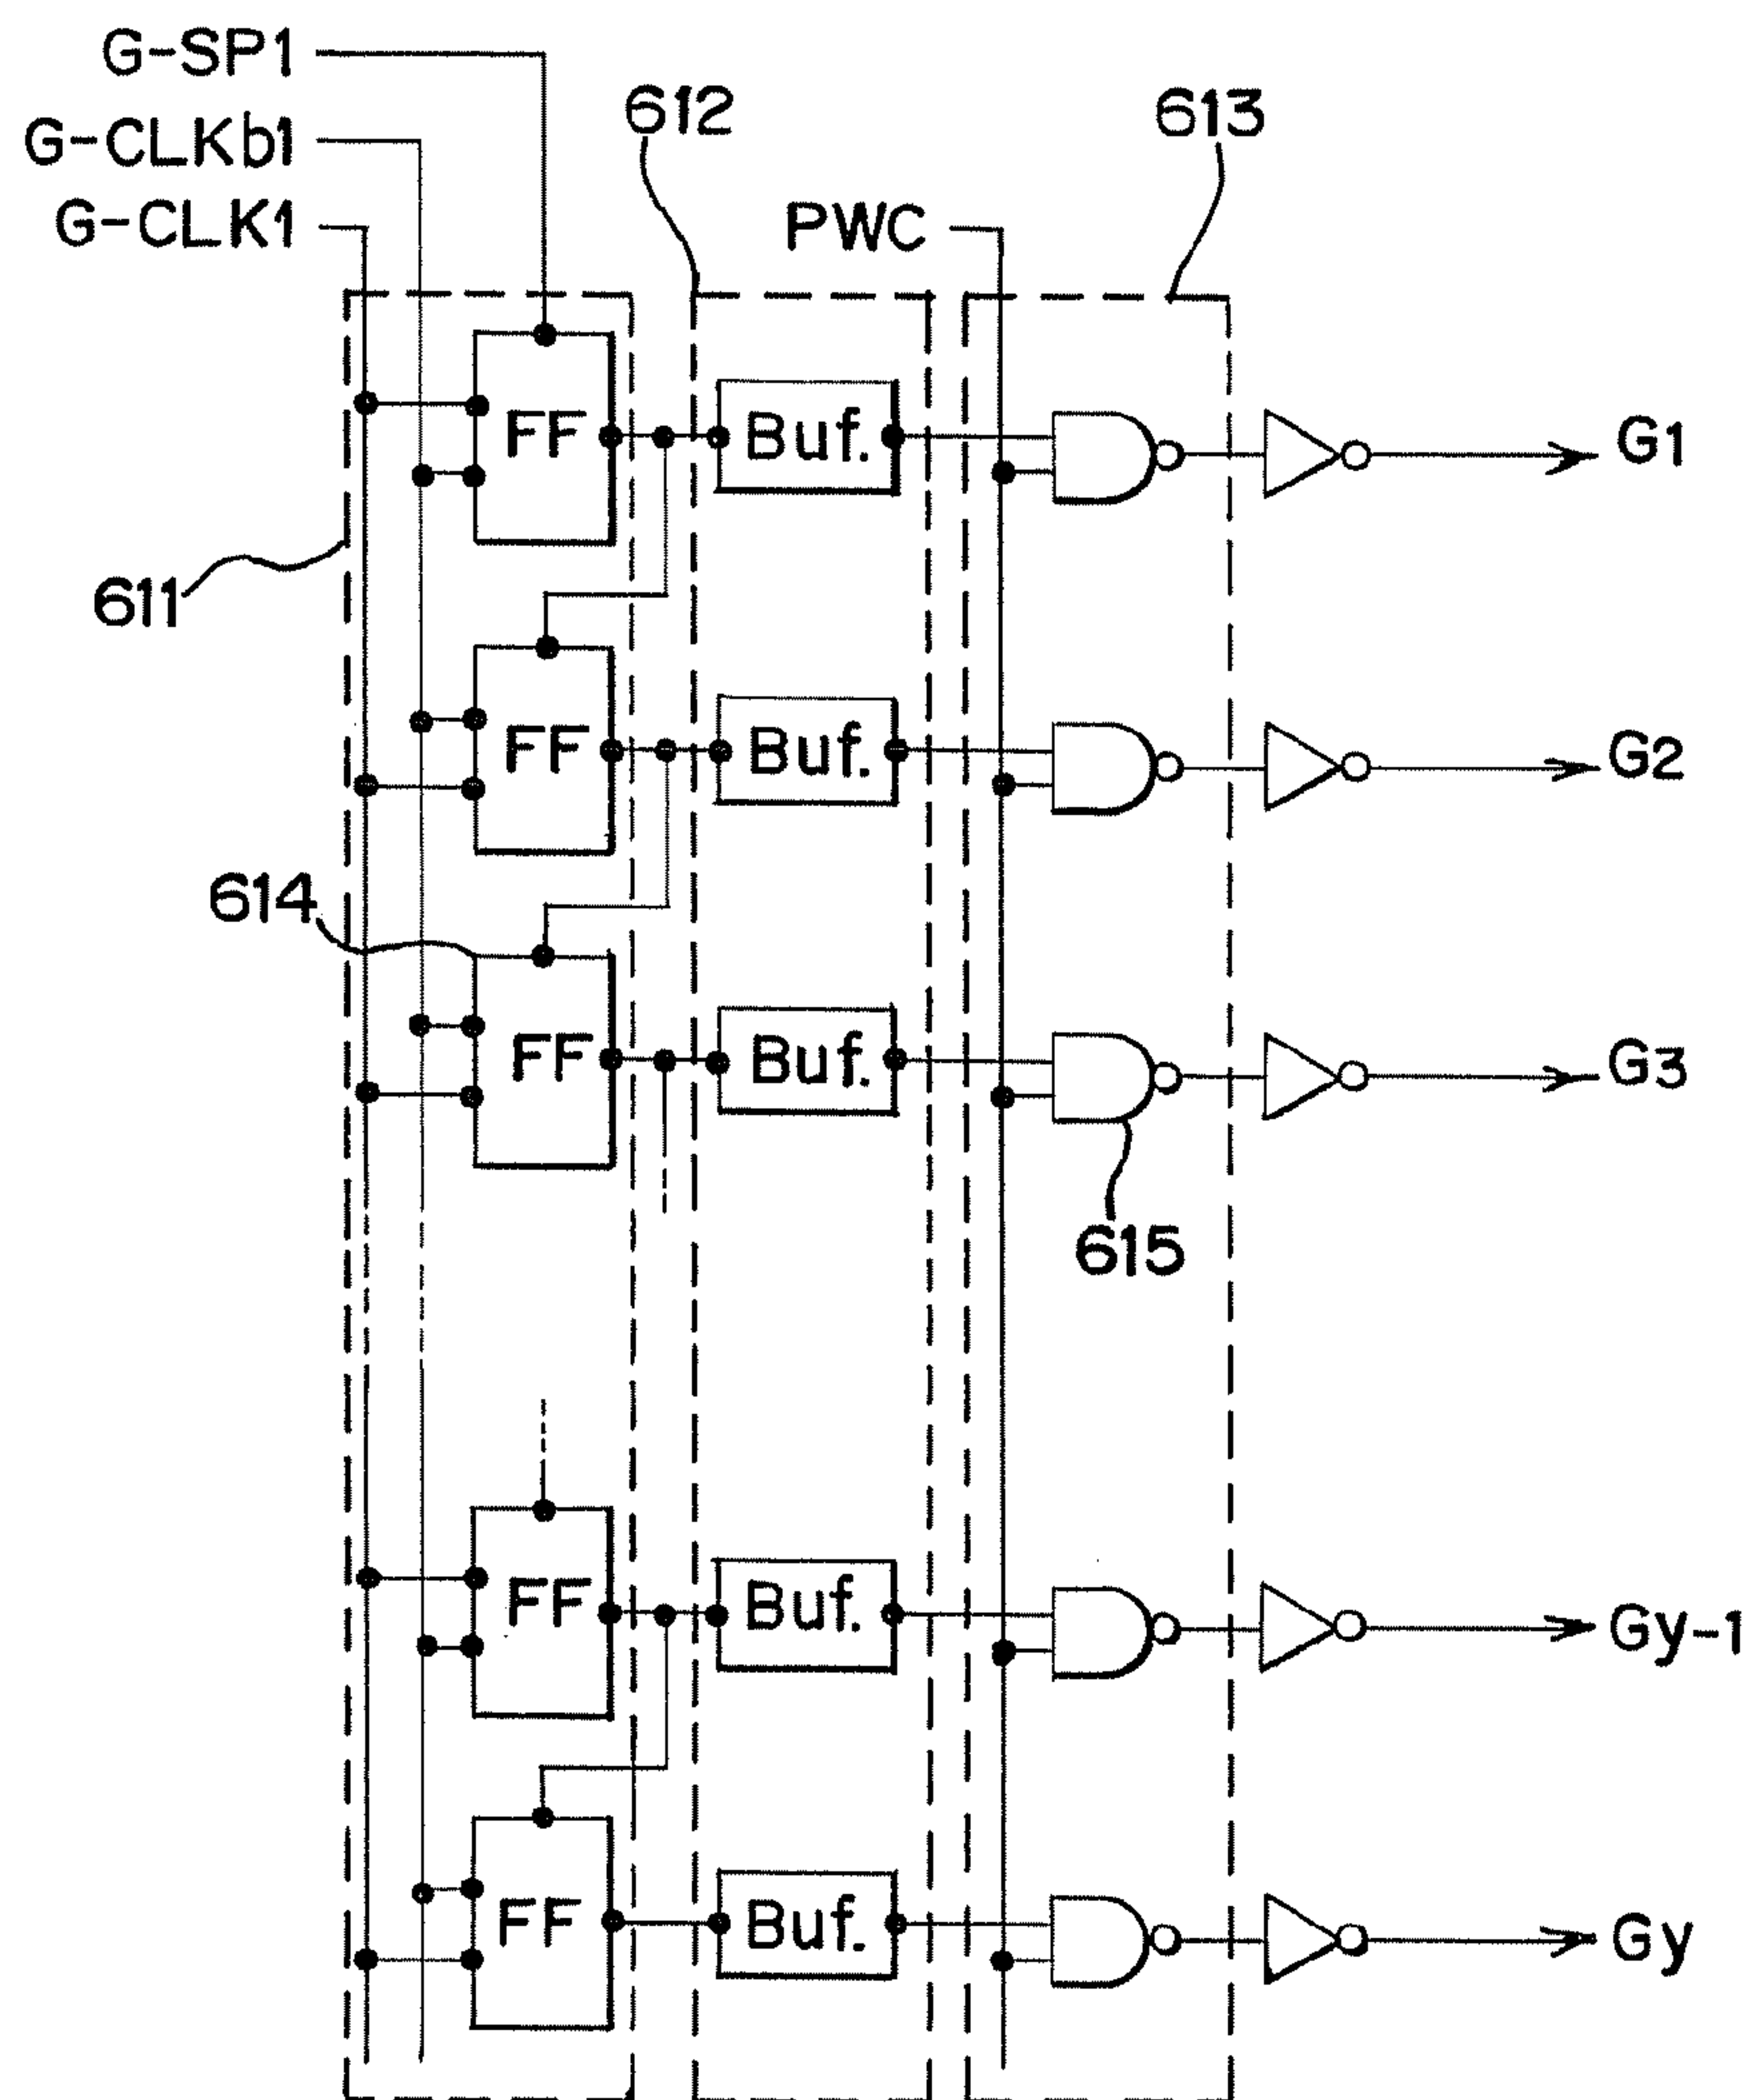 G-SP1
G-CLKb1
G-CLK1
612
613
PWC
FF
Buf.
G1
611
FF
Buf.
G2
614
FF
Buf.
G3
615
FF
Buf.
Gy-1
FF
Buf.
Gy